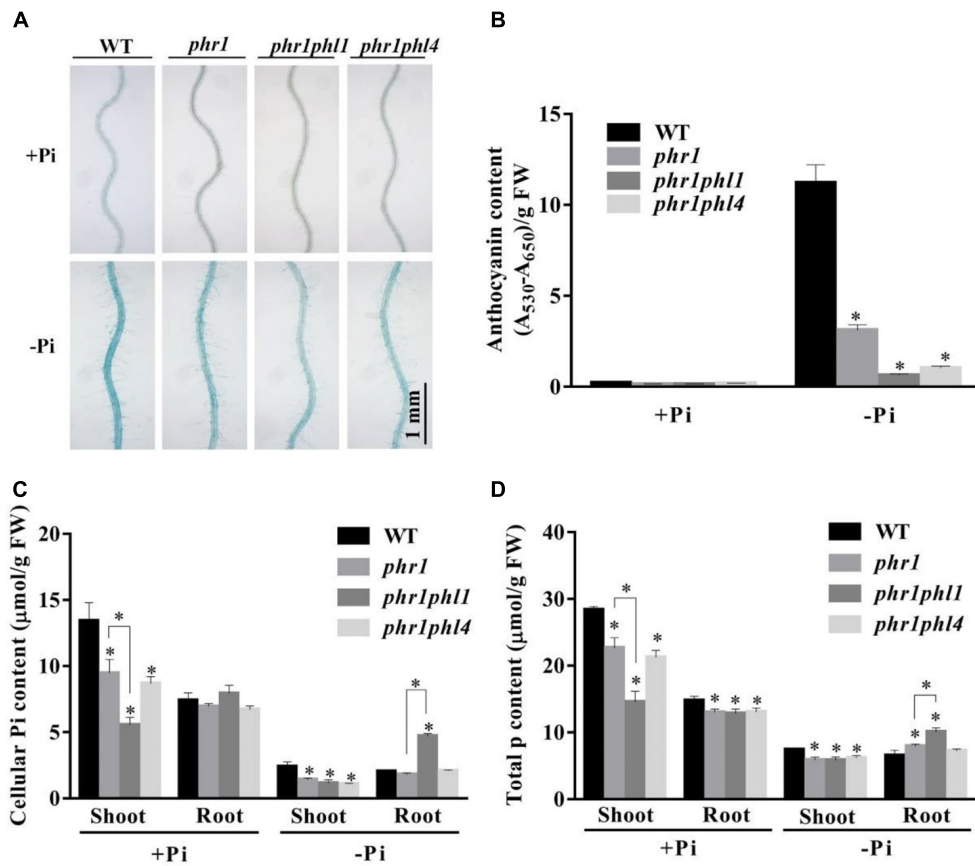 A
WT phr1 phr1phl1 phr1phl4
+Pi
-Pi
1 mm
B
Anthocyanin content
(A530-A650)/g FW
15
10
5
0
WT
phr1
phr1phl1
phr1phl4
*
* *
+Pi -Pi
C
Cellular Pi content (μmol/g FW)
20
15
10
5
0
WT
phr1
phr1phl1
phr1phl4
*
* *
*
*
*
* * *
Shoot Root Shoot Root
+Pi -Pi
D
Total p content (μmol/g FW)
40
30
20
10
0
WT
phr1
phr1phl1
phr1phl4
*
* *
*
* * *
*
* *
* * *
Shoot Root Shoot Root
+Pi -Pi